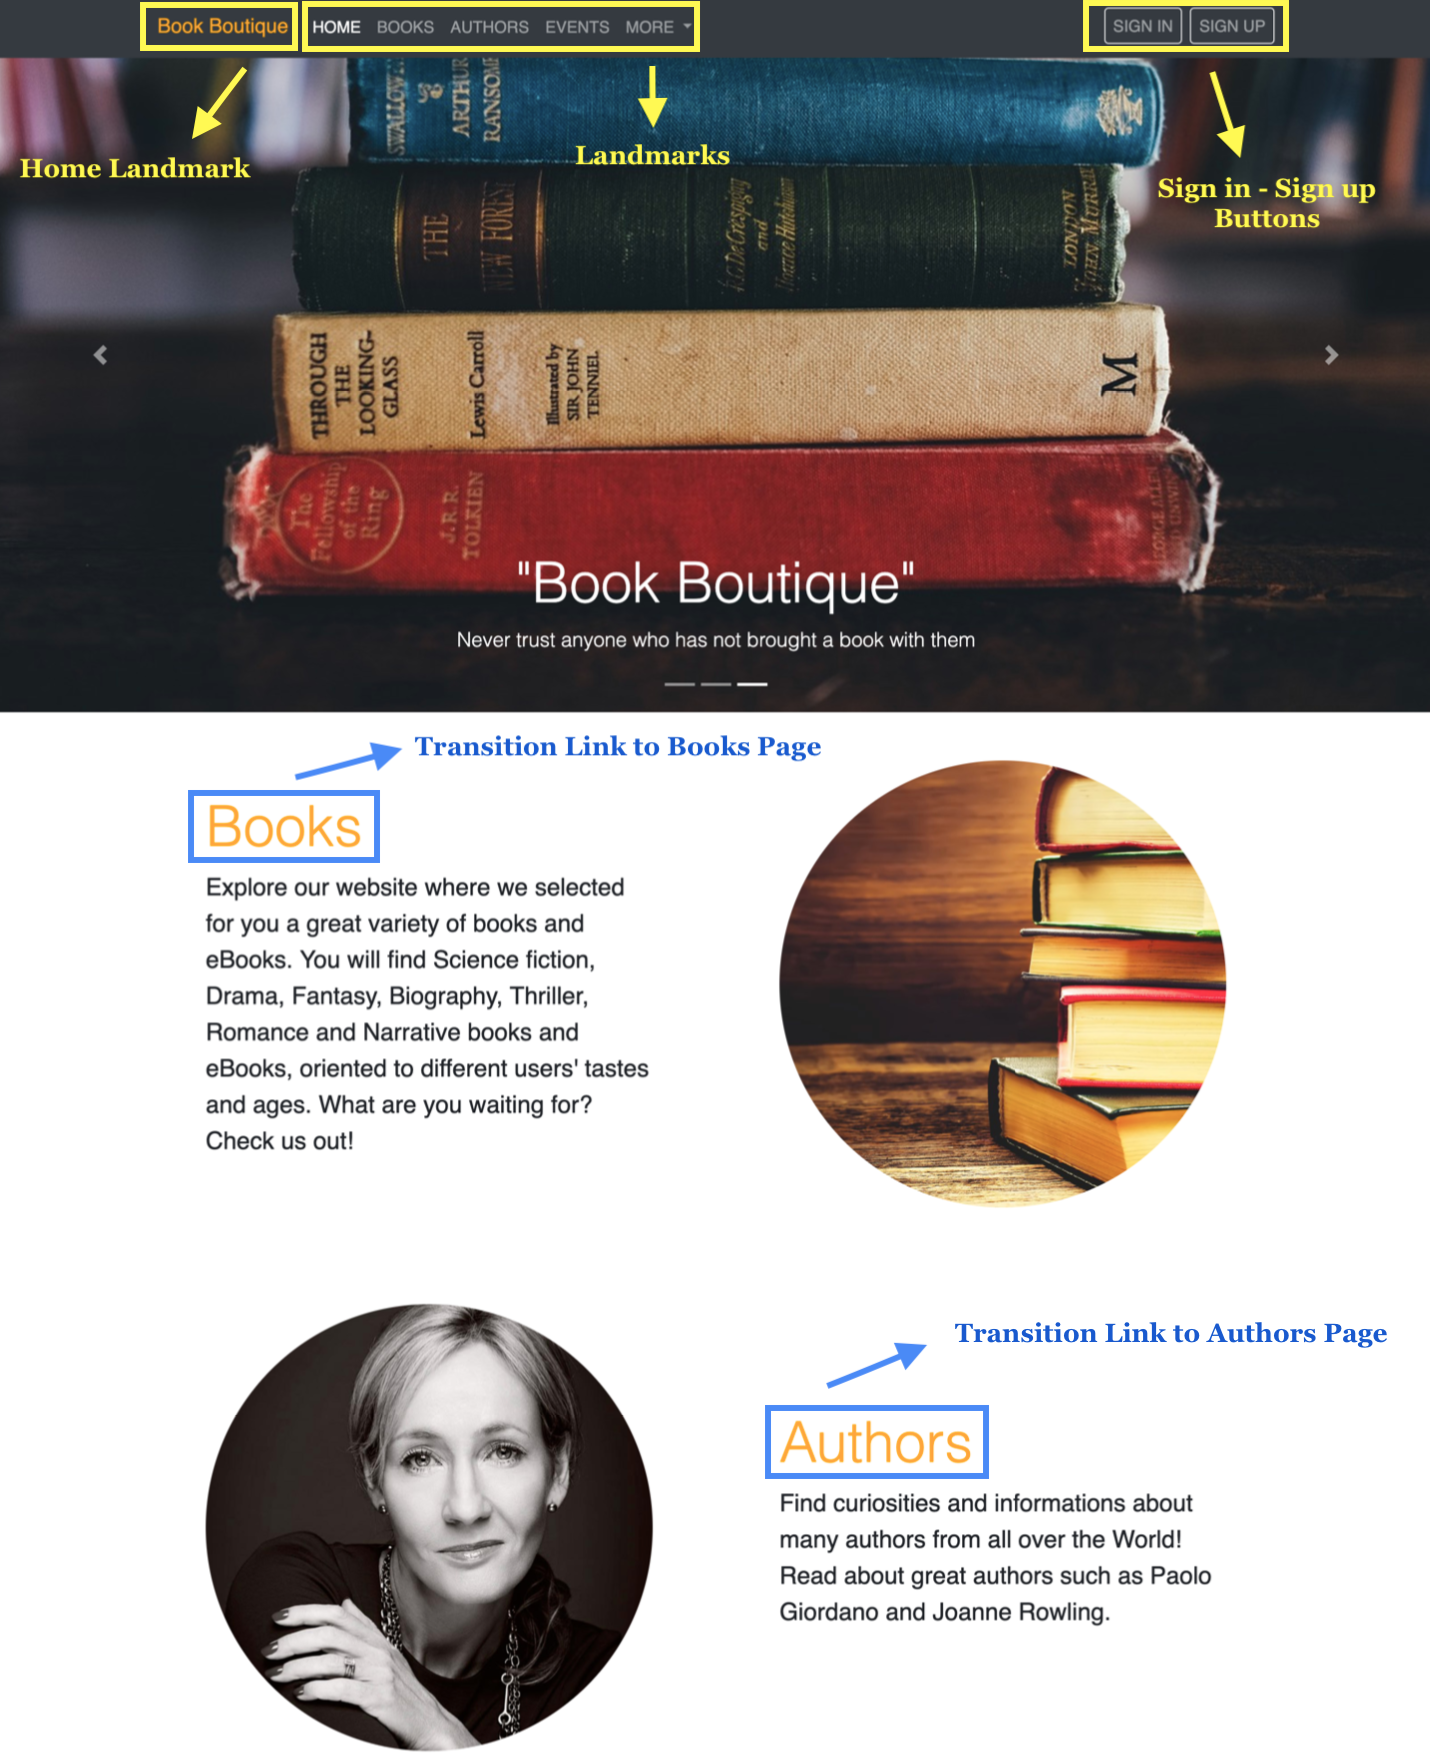 Book Boutique HOME BOOKS AUTHORS EVENTS MORE SIGN IN SIGN UP
Home Landmark
Landmarks
Sign in - Sign up
Buttons
ARTHUR
THE
NEW FOREST
and
LONDON
JOHN MURRAY
THROUGH
THE
LOOKING-
GLASS
Lewis Carroll
Illustrated by
SIR JOHN
TENNIEL
M
The
Fellowship
of the
Ring
J.R.R.
TOLKIEN
"Book Boutique"
Never trust anyone who has not brought a book with them
Transition Link to Books Page
Books
Explore our website where we selected
for you a great variety of books and
eBooks. You will find Science fiction,
Drama, Fantasy, Biography, Thriller,
Romance and Narrative books and
eBooks, oriented to different users' tastes
and ages. What are you waiting for?
Check us out!
Transition Link to Authors Page
Authors
Find curiosities and informations about
many authors from all over the World!
Read about great authors such as Paolo
Giordano and Joanne Rowling.